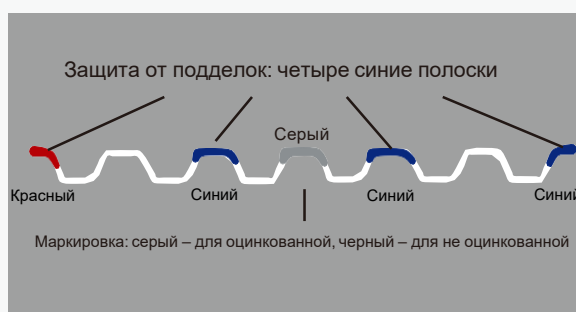 Защита от подделок: четыре синие полоски
Серый
Красный
Синий
Синий
Синий
Маркировка: серый – для оцинкованной, черный – для не оцинкованной